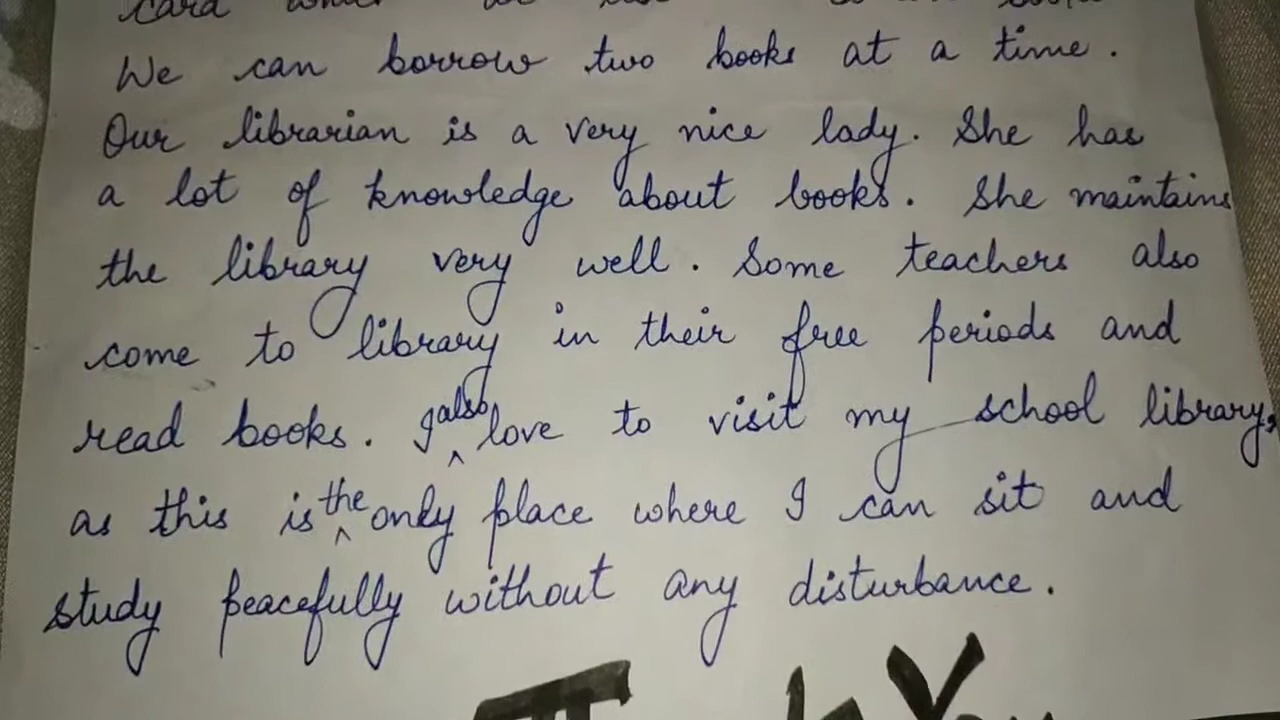 card
We can borrow two books at a time.
Our librarian is a very nice lady. She has
a lot of knowledge about books. She maintains
the library very well. Some teachers also
come to library in their free periods and
read books. I also love to visit my school library,
as this is the only place where I can sit and
study peacefully without any disturbance.